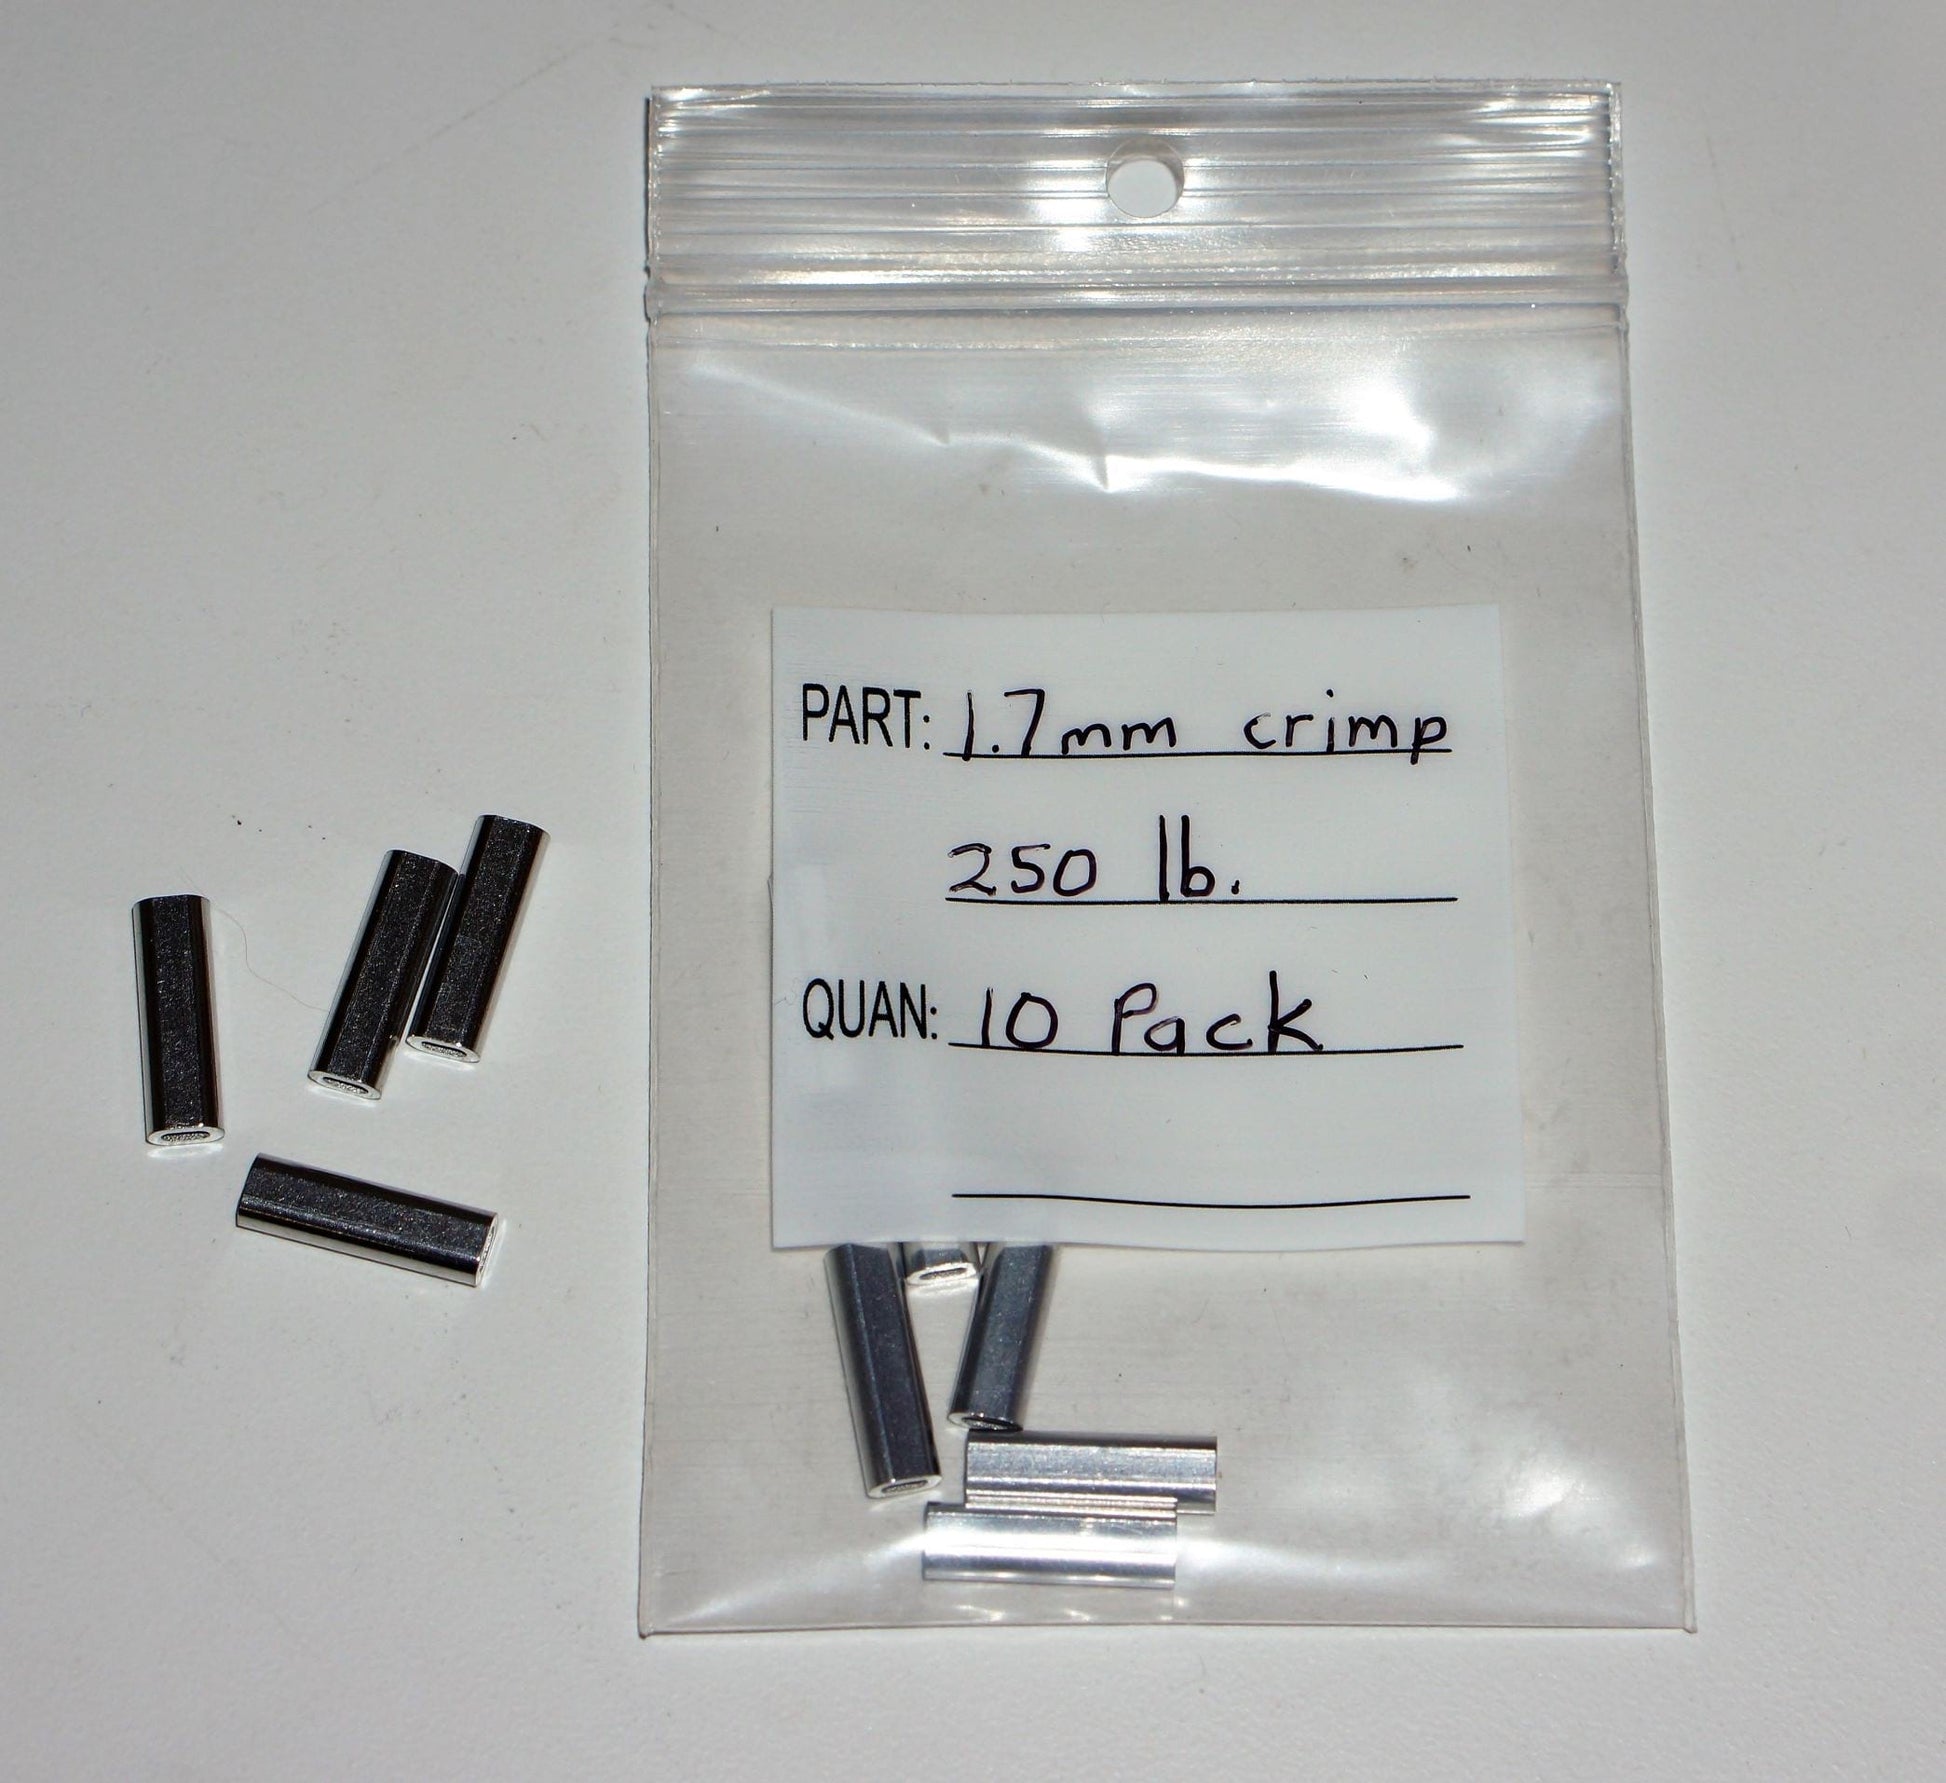 PART: 1.7mm crimp
250 lb.
QUAN: 10 Pack